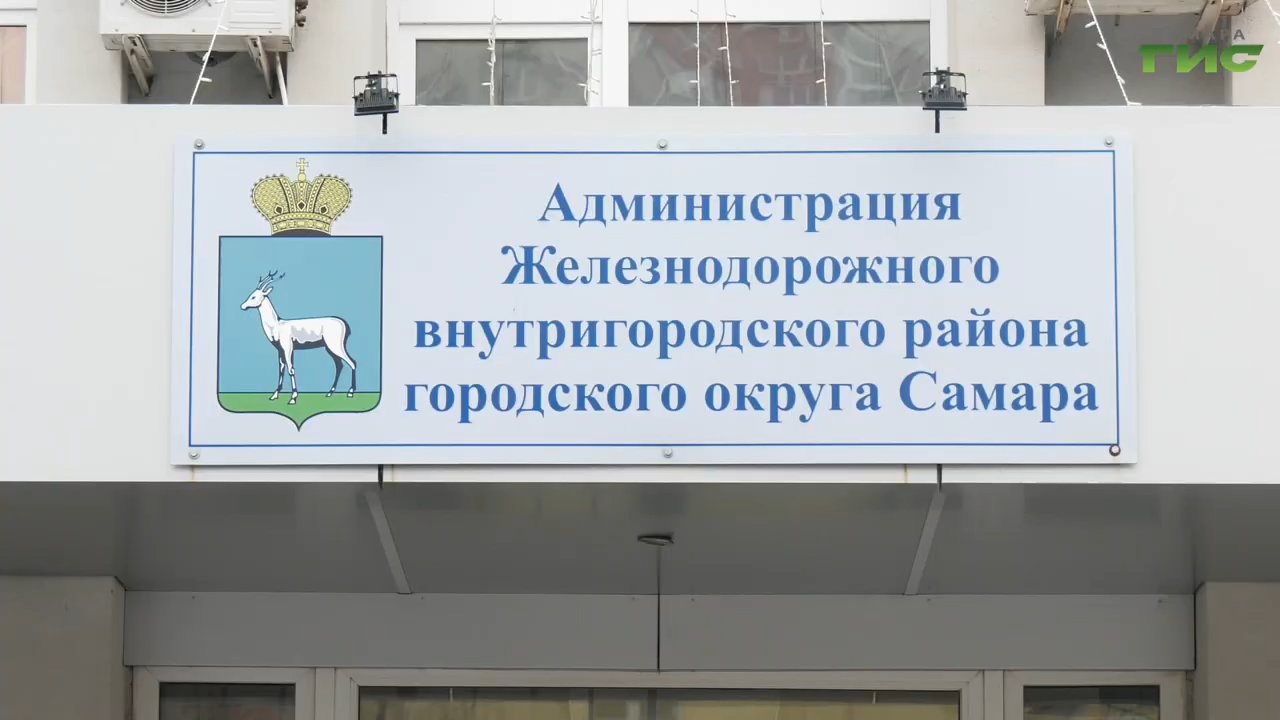 Администрация
Железнодорожного
внутригородского района
городского округа Самара
ГИС